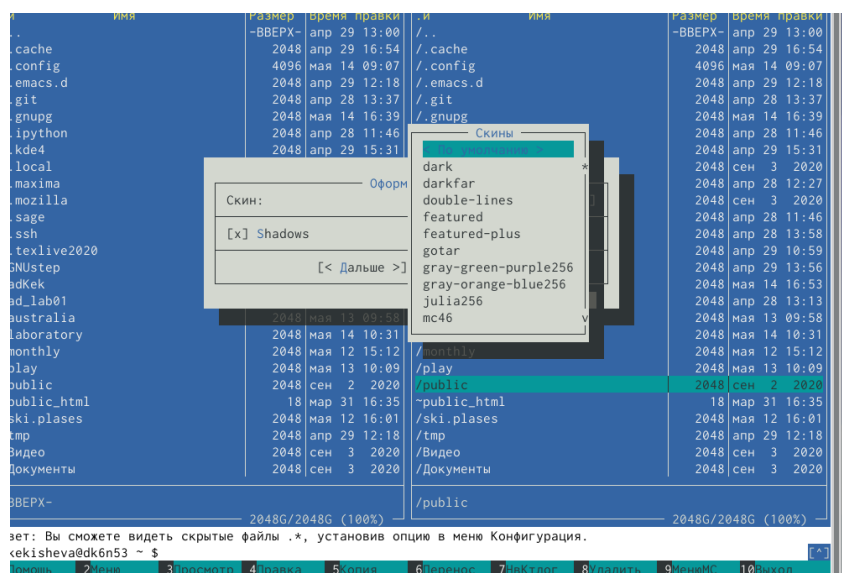 .и Имя Размер Время правки .и Имя Размер Время правки
.. -ВВЕРХ- апр 29 13:00 /.. -ВВЕРХ- апр 29 13:00
.cache 2048 апр 29 16:54 /.cache 2048 апр 29 16:54
.config 4096 мая 14 09:07 /.config 4096 мая 14 09:07
.emacs.d 2048 апр 29 12:18 /.emacs.d 2048 апр 29 12:18
.git 2048 апр 28 13:37 /.git 2048 апр 28 13:37
.gnupg 2048 мая 14 16:39 /.gnupg 2048 мая 14 16:39
.ipython 2048 апр 28 11:46 Скины 2048 апр 28 11:46
.kde4 2048 апр 29 15:31 < По умолчанию > 2048 апр 29 15:31
.local dark * 2048 сен 3 2020
.maxima Оформ darkfar 2048 апр 28 12:27
.mozilla Скин: double-lines ] 2048 сен 3 2020
.sage featured 2048 апр 28 11:46
.ssh [x] Shadows featured-plus 2048 апр 28 13:58
.texlive2020 gotar 2048 апр 29 10:59
GNUstep [< Дальше >] gray-green-purple256 2048 апр 29 13:56
adKek gray-orange-blue256 2048 мая 14 16:53
ad_lab01 julia256 2048 апр 28 13:13
australia 2048 мая 13 09:58 mc46 v 2048 мая 13 09:58
laboratory 2048 мая 14 10:31 2048 мая 14 10:31
monthly 2048 мая 12 15:12 /monthly 2048 мая 12 15:12
play 2048 мая 13 10:09 /play 2048 мая 13 10:09
public 2048 сен 2 2020 /public 2048 сен 2 2020
public_html 18 мар 31 16:35 ~public_html 18 мар 31 16:35
ski.plases 2048 мая 12 16:01 /ski.plases 2048 мая 12 16:01
tmp 2048 апр 29 12:18 /tmp 2048 апр 29 12:18
Видео 2048 сен 3 2020 /Видео 2048 сен 3 2020
Документы 2048 сен 3 2020 /Документы 2048 сен 3 2020
ВВЕРХ- /public
2048G/2048G (100%) 2048G/2048G (100%)
вет: Вы сможете видеть скрытые файлы .*, установив опцию в меню Конфигурация.
kekisheva@dk6n53 ~ $ [^]
Помощь 2Меню 3Просмотр 4Правка 5Копия 6Перенос 7НвКтлог 8Удалить 9МенюMC 10Выход